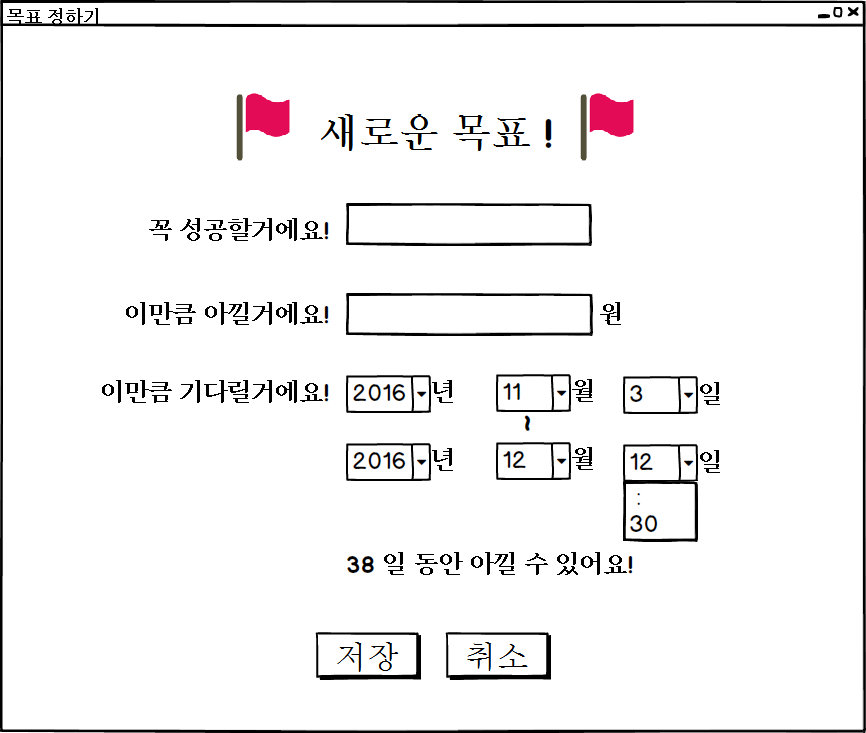 목표 정하기
새로운 목표 !
꼭 성공할거에요!
이만큼 아낄거에요! 원
이만큼 기다릴거에요! 2016 년 11 월 3 일
~
2016 년 12 월 12 일
:
30
38 일 동안 아낄 수 있어요!
저장 취소